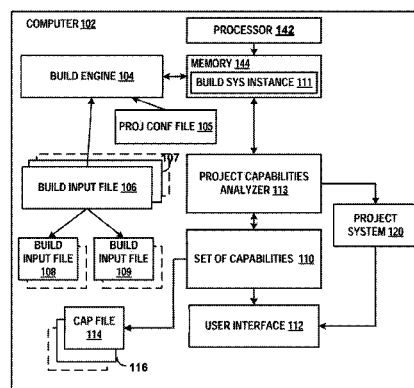 COMPUTER 102
PROCESSOR 142
BUILD ENGINE 104
MEMORY 144
BUILD SYS INSTANCE 111
PROJ CONF FILE 105
107
BUILD INPUT FILE 106
PROJECT CAPABILITIES
ANALYZER 113
PROJECT
SYSTEM 120
BUILD
INPUT FILE
108
BUILD
INPUT FILE
109
SET OF CAPABILITIES 110
CAP FILE
114
116
USER INTERFACE 112